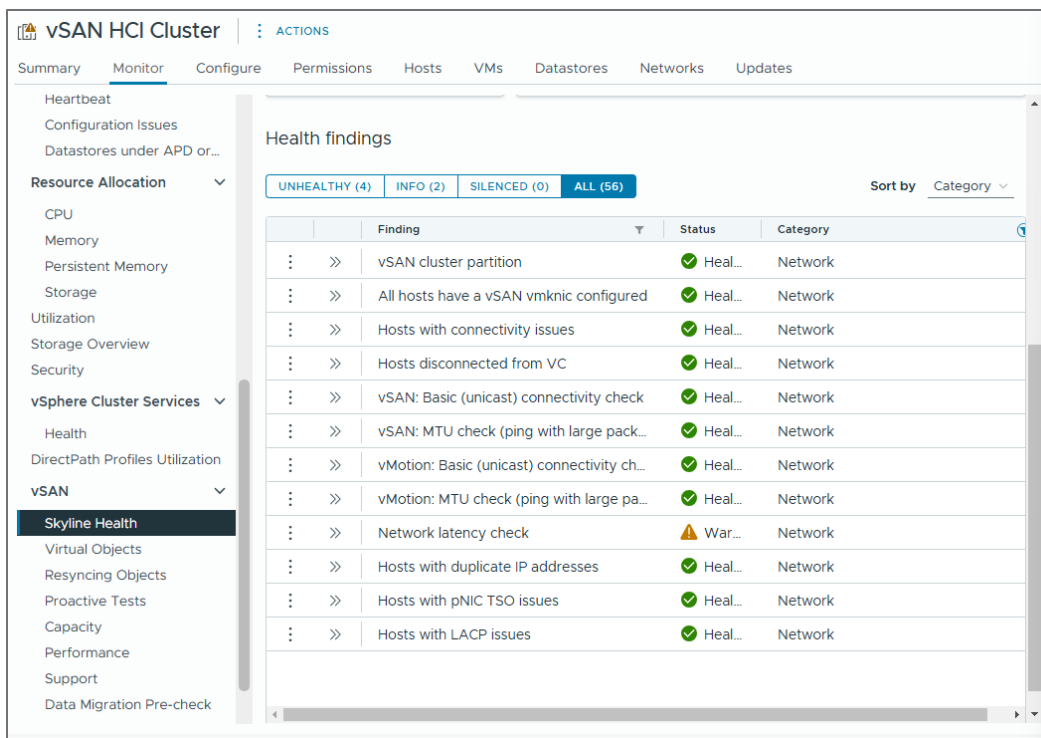 vSAN HCI Cluster ACTIONS
Summary Monitor Configure Permissions Hosts VMs Datastores Networks Updates
Heartbeat
Configuration Issues
Datastores under APD or...
Resource Allocation
CPU
Memory
Persistent Memory
Storage
Utilization
Storage Overview
Security
vSphere Cluster Services
Health
DirectPath Profiles Utilization
vSAN
Skyline Health
Virtual Objects
Resyncing Objects
Proactive Tests
Capacity
Performance
Support
Data Migration Pre-check
Health findings
UNHEALTHY (4) INFO (2) SILENCED (0) ALL (56) Sort by Category
Finding Status Category
vSAN cluster partition Heal... Network
All hosts have a vSAN vmknic configured Heal... Network
Hosts with connectivity issues Heal... Network
Hosts disconnected from VC Heal... Network
vSAN: Basic (unicast) connectivity check Heal... Network
vSAN: MTU check (ping with large pack... Heal... Network
vMotion: Basic (unicast) connectivity ch... Heal... Network
vMotion: MTU check (ping with large pa... Heal... Network
Network latency check War... Network
Hosts with duplicate IP addresses Heal... Network
Hosts with pNIC TSO issues Heal... Network
Hosts with LACP issues Heal... Network